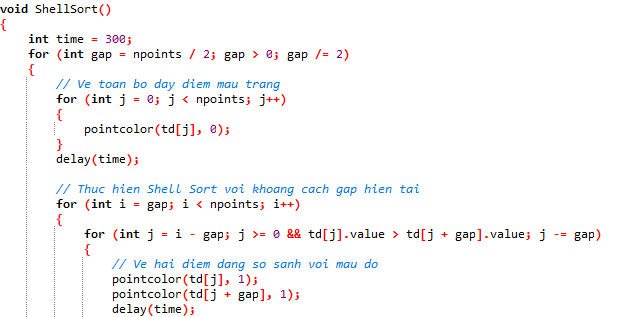 void ShellSort()
{
    int time = 300;
    for (int gap = npoints / 2; gap > 0; gap /= 2)
    {
        // Ve toan bo day diem mau trang
        for (int j = 0; j < npoints; j++)
        {
            pointcolor(td[j], 0);
        }
        delay(time);

        // Thuc hien Shell Sort voi khoang cach gap hien tai
        for (int i = gap; i < npoints; i++)
        {
            for (int j = i - gap; j >= 0 && td[j].value > td[j + gap].value; j -= gap)
            {
                // Ve hai diem dang so sanh voi mau do
                pointcolor(td[j], 1);
                pointcolor(td[j + gap], 1);
                delay(time);